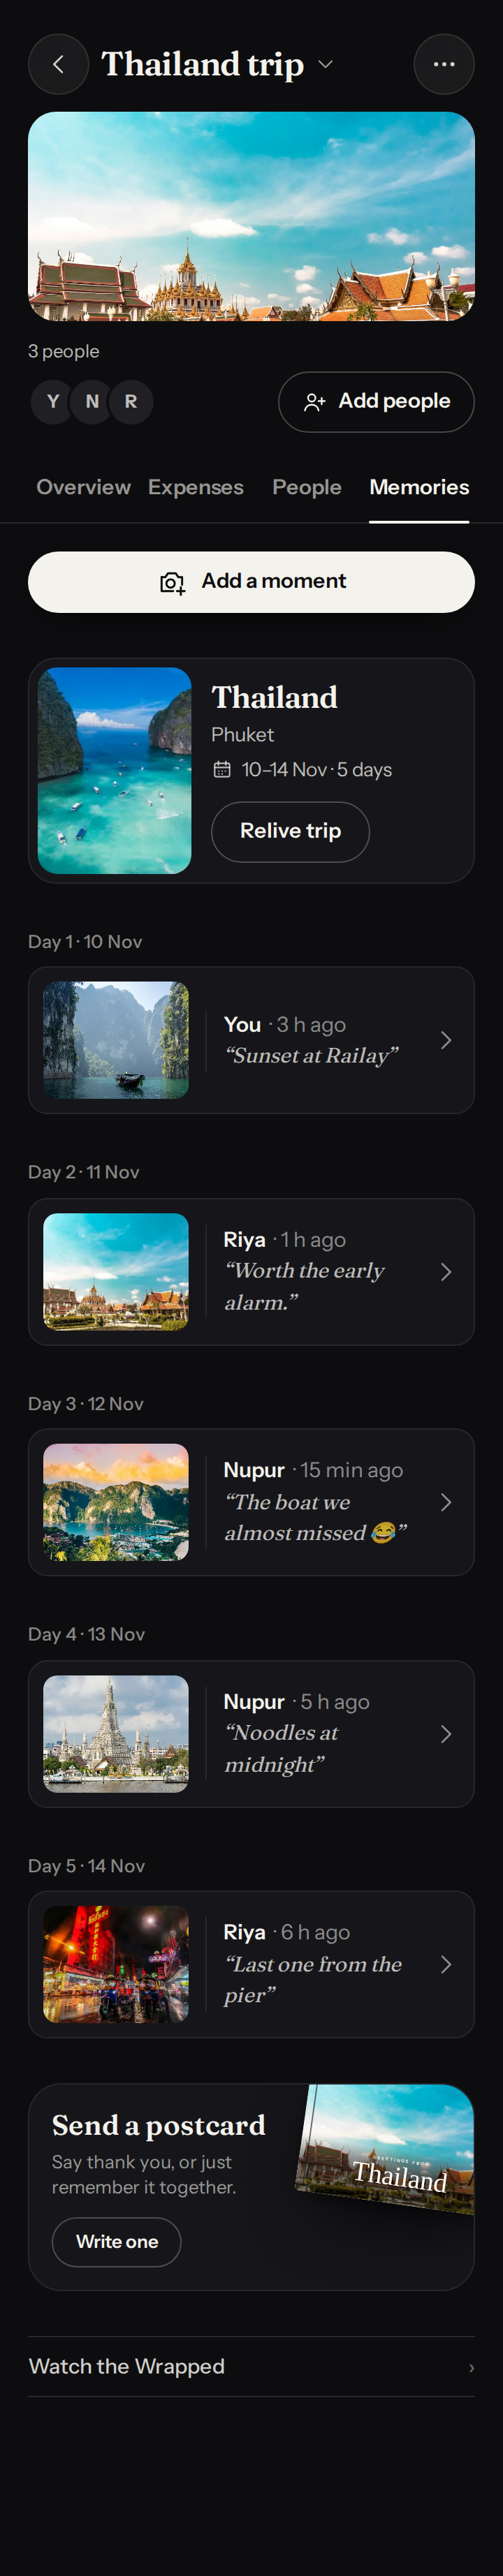 Thailand trip
3 people
Y N R
Add people
Overview Expenses People Memories
Add a moment
Thailand
Phuket
10–14 Nov · 5 days
Relive trip
Day 1 · 10 Nov
You · 3 h ago
“Sunset at Railay”
Day 2 · 11 Nov
Riya · 1 h ago
“Worth the early
alarm.”
Day 3 · 12 Nov
Nupur · 15 min ago
“The boat we
almost missed 😂”
Day 4 · 13 Nov
Nupur · 5 h ago
“Noodles at
midnight”
Day 5 · 14 Nov
Riya · 6 h ago
“Last one from the
pier”
Send a postcard
Say thank you, or just
remember it together.
Write one
GREETINGS FROM
Thailand
Watch the Wrapped